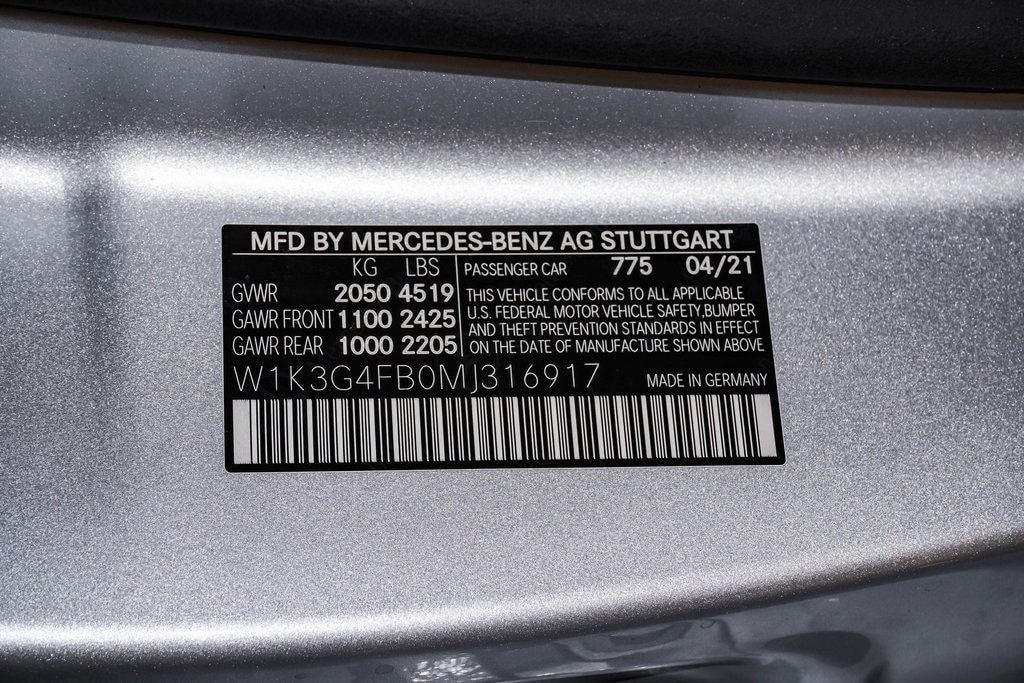 MFD BY MERCEDES-BENZ AG STUTTGART
KG LBS
GVWR 2050 4519
GAWR FRONT 1100 2425
GAWR REAR 1000 2205
PASSENGER CAR 775 04/21
THIS VEHICLE CONFORMS TO ALL APPLICABLE
U.S. FEDERAL MOTOR VEHICLE SAFETY,BUMPER
AND THEFT PREVENTION STANDARDS IN EFFECT
ON THE DATE OF MANUFACTURE SHOWN ABOVE
W1K3G4FB0MJ316917
MADE IN GERMANY